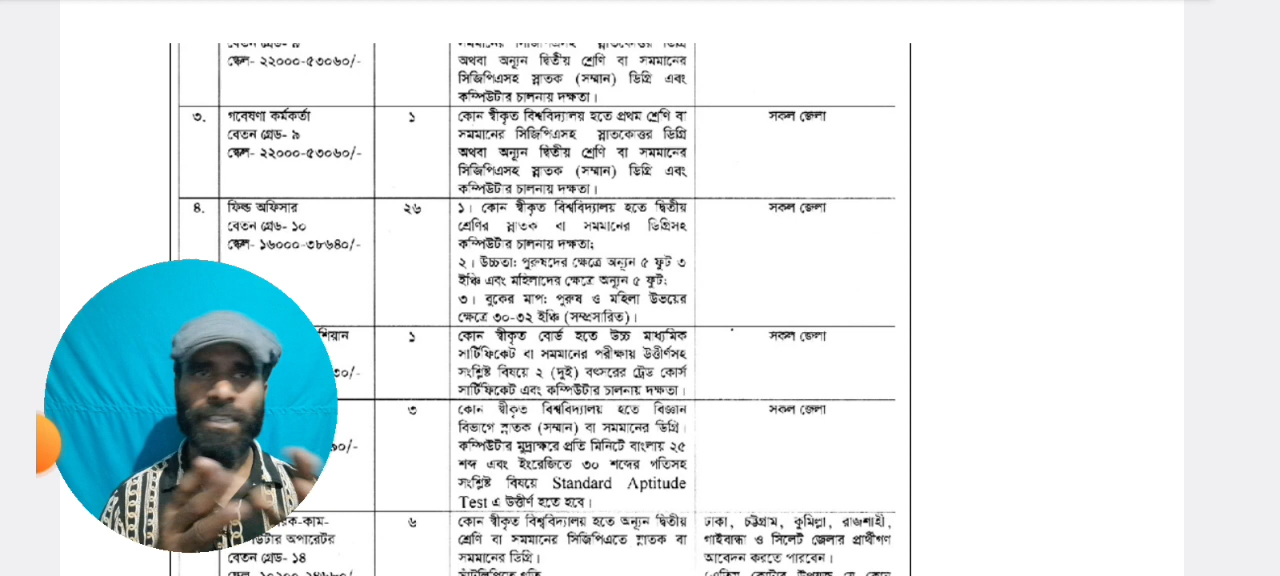 স্কেল- ২২০০০-৫৩০৬০/-
অথবা অন্যূন দ্বিতীয় শ্রেণি বা সমমানের
সিজিপিএসহ স্নাতক (সম্মান) ডিগ্রি এবং
কম্পিউটার চালনায় দক্ষতা।
৩.
গবেষণা কর্মকর্তা
বেতন গ্রেড- ৯
স্কেল- ২২০০০-৫৩০৬০/-
১
কোন স্বীকৃত বিশ্ববিদ্যালয় হতে প্রথম শ্রেণি বা
সমমানের সিজিপিএসহ স্নাতকোত্তর ডিগ্রি
অথবা অন্যূন দ্বিতীয় শ্রেণি বা সমমানের
সিজিপিএসহ স্নাতক (সম্মান) ডিগ্রি এবং
কম্পিউটার চালনায় দক্ষতা।
সকল জেলা
৪.
ফিল্ড অফিসার
বেতন গ্রেড- ১০
স্কেল- ১৬০০০-৩৮৬৪০/-
২৬
১। কোন স্বীকৃত বিশ্ববিদ্যালয় হতে দ্বিতীয়
শ্রেণির স্নাতক বা সমমানের ডিগ্রিসহ
কম্পিউটার চালনায় দক্ষতা;
২। উচ্চতা: পুরুষদের ক্ষেত্রে অন্যূন ৫ ফুট ৩
ইঞ্চি এবং মহিলাদের ক্ষেত্রে অন্যূন ৫ ফুট;
৩। বুকের মাপ: পুরুষ ও মহিলা উভয়ের
ক্ষেত্রে ৩০-৩২ ইঞ্চি (সম্প্রসারিত)।
সকল জেলা
১
কোন স্বীকৃত বোর্ড হতে উচ্চ মাধ্যমিক
সার্টিফিকেট বা সমমানের পরীক্ষায় উত্তীর্ণসহ
সংশ্লিষ্ট বিষয়ে ২ (দুই) বৎসরের ট্রেড কোর্স
সার্টিফিকেট এবং কম্পিউটার চালনায় দক্ষতা।
সকল জেলা
৩
কোন স্বীকৃত বিশ্ববিদ্যালয় হতে বিজ্ঞান
বিভাগে স্নাতক (সম্মান) বা সমমানের ডিগ্রি।
কম্পিউটার মুদ্রাক্ষরে প্রতি মিনিটে বাংলায় ২৫
শব্দ এবং ইংরেজিতে ৩০ শব্দের গতিসহ
সংশ্লিষ্ট বিষয়ে Standard Aptitude
Test এ উত্তীর্ণ হতে হবে।
সকল জেলা
অপারেটর
বেতন গ্রেড- ১৪
৬
কোন স্বীকৃত বিশ্ববিদ্যালয় হতে অন্যূন দ্বিতীয়
শ্রেণি বা সমমানের সিজিপিএতে স্নাতক বা
সমমানের ডিগ্রি।
ঢাকা, চট্টগ্রাম, কুমিল্লা, রাজশাহী,
গাইবান্ধা ও সিলেট জেলার প্রার্থীগণ
আবেদন করতে পারবেন।